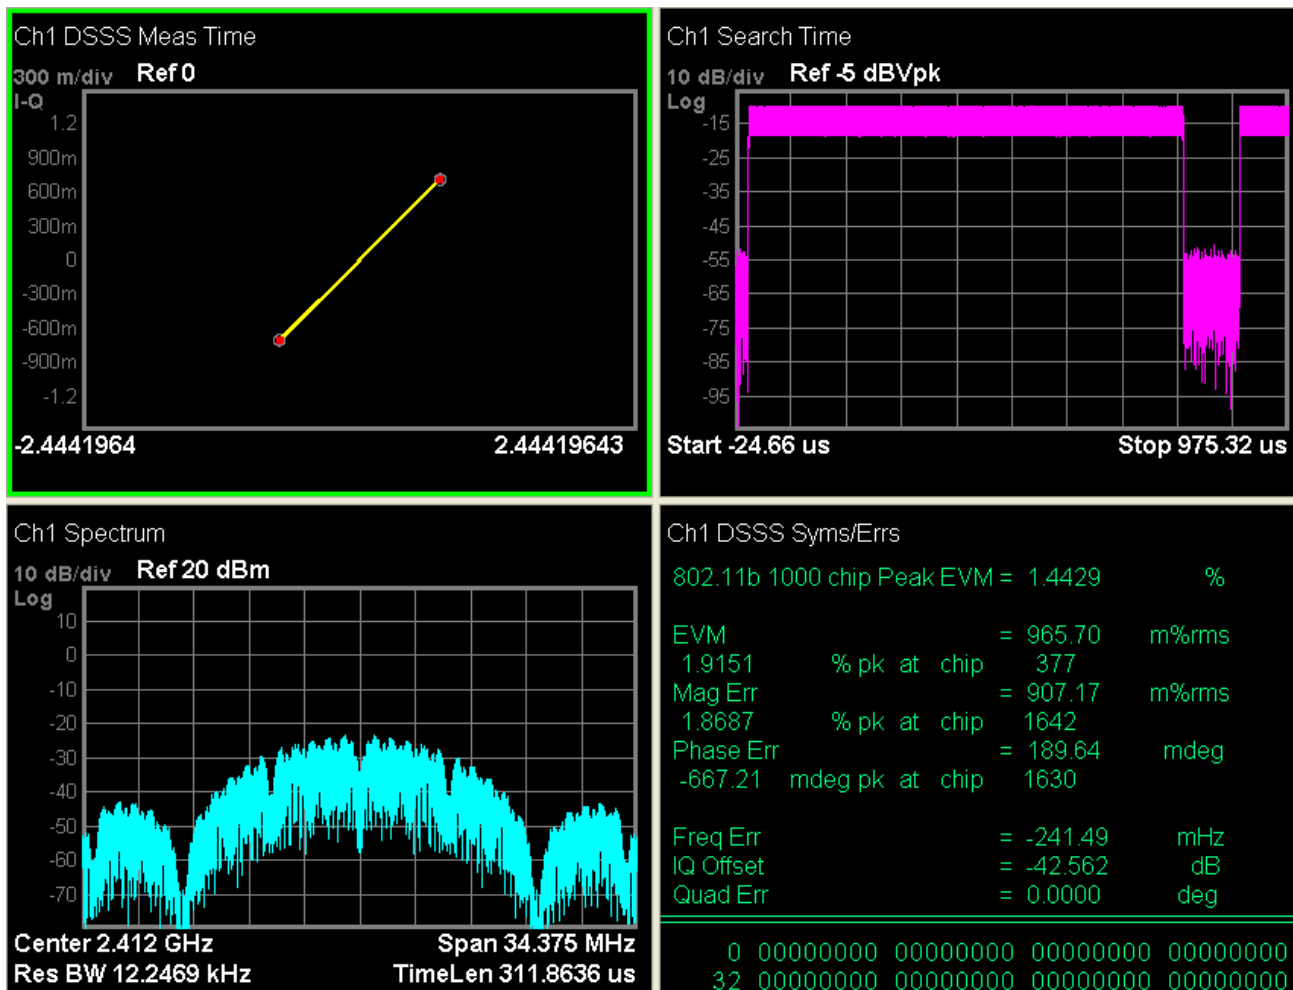 Ch1 DSSS Meas Time
300 m/div Ref 0
I-Q
1.2
900m
600m
300m
0
-300m
-600m
-900m
-1.2
-2.4441964 2.44419643
Ch1 Search Time
10 dB/div Ref -5 dBVpk
Log
-15
-25
-35
-45
-55
-65
-75
-85
-95
Start -24.66 us Stop 975.32 us
Ch1 Spectrum
10 dB/div Ref 20 dBm
Log
10
0
-10
-20
-30
-40
-50
-60
-70
Center 2.412 GHz Span 34.375 MHz
Res BW 12.2469 kHz TimeLen 311.8636 us
Ch1 DSSS Syms/Errs
802.11b 1000 chip Peak EVM = 1.4429 %
EVM = 965.70 m%rms
1.9151 % pk at chip 377
Mag Err = 907.17 m%rms
1.8687 % pk at chip 1642
Phase Err = 189.64 mdeg
-667.21 mdeg pk at chip 1630
Freq Err = -241.49 mHz
IQ Offset = -42.562 dB
Quad Err = 0.0000 deg
0 00000000 00000000 00000000 00000000
32 00000000 00000000 00000000 00000000